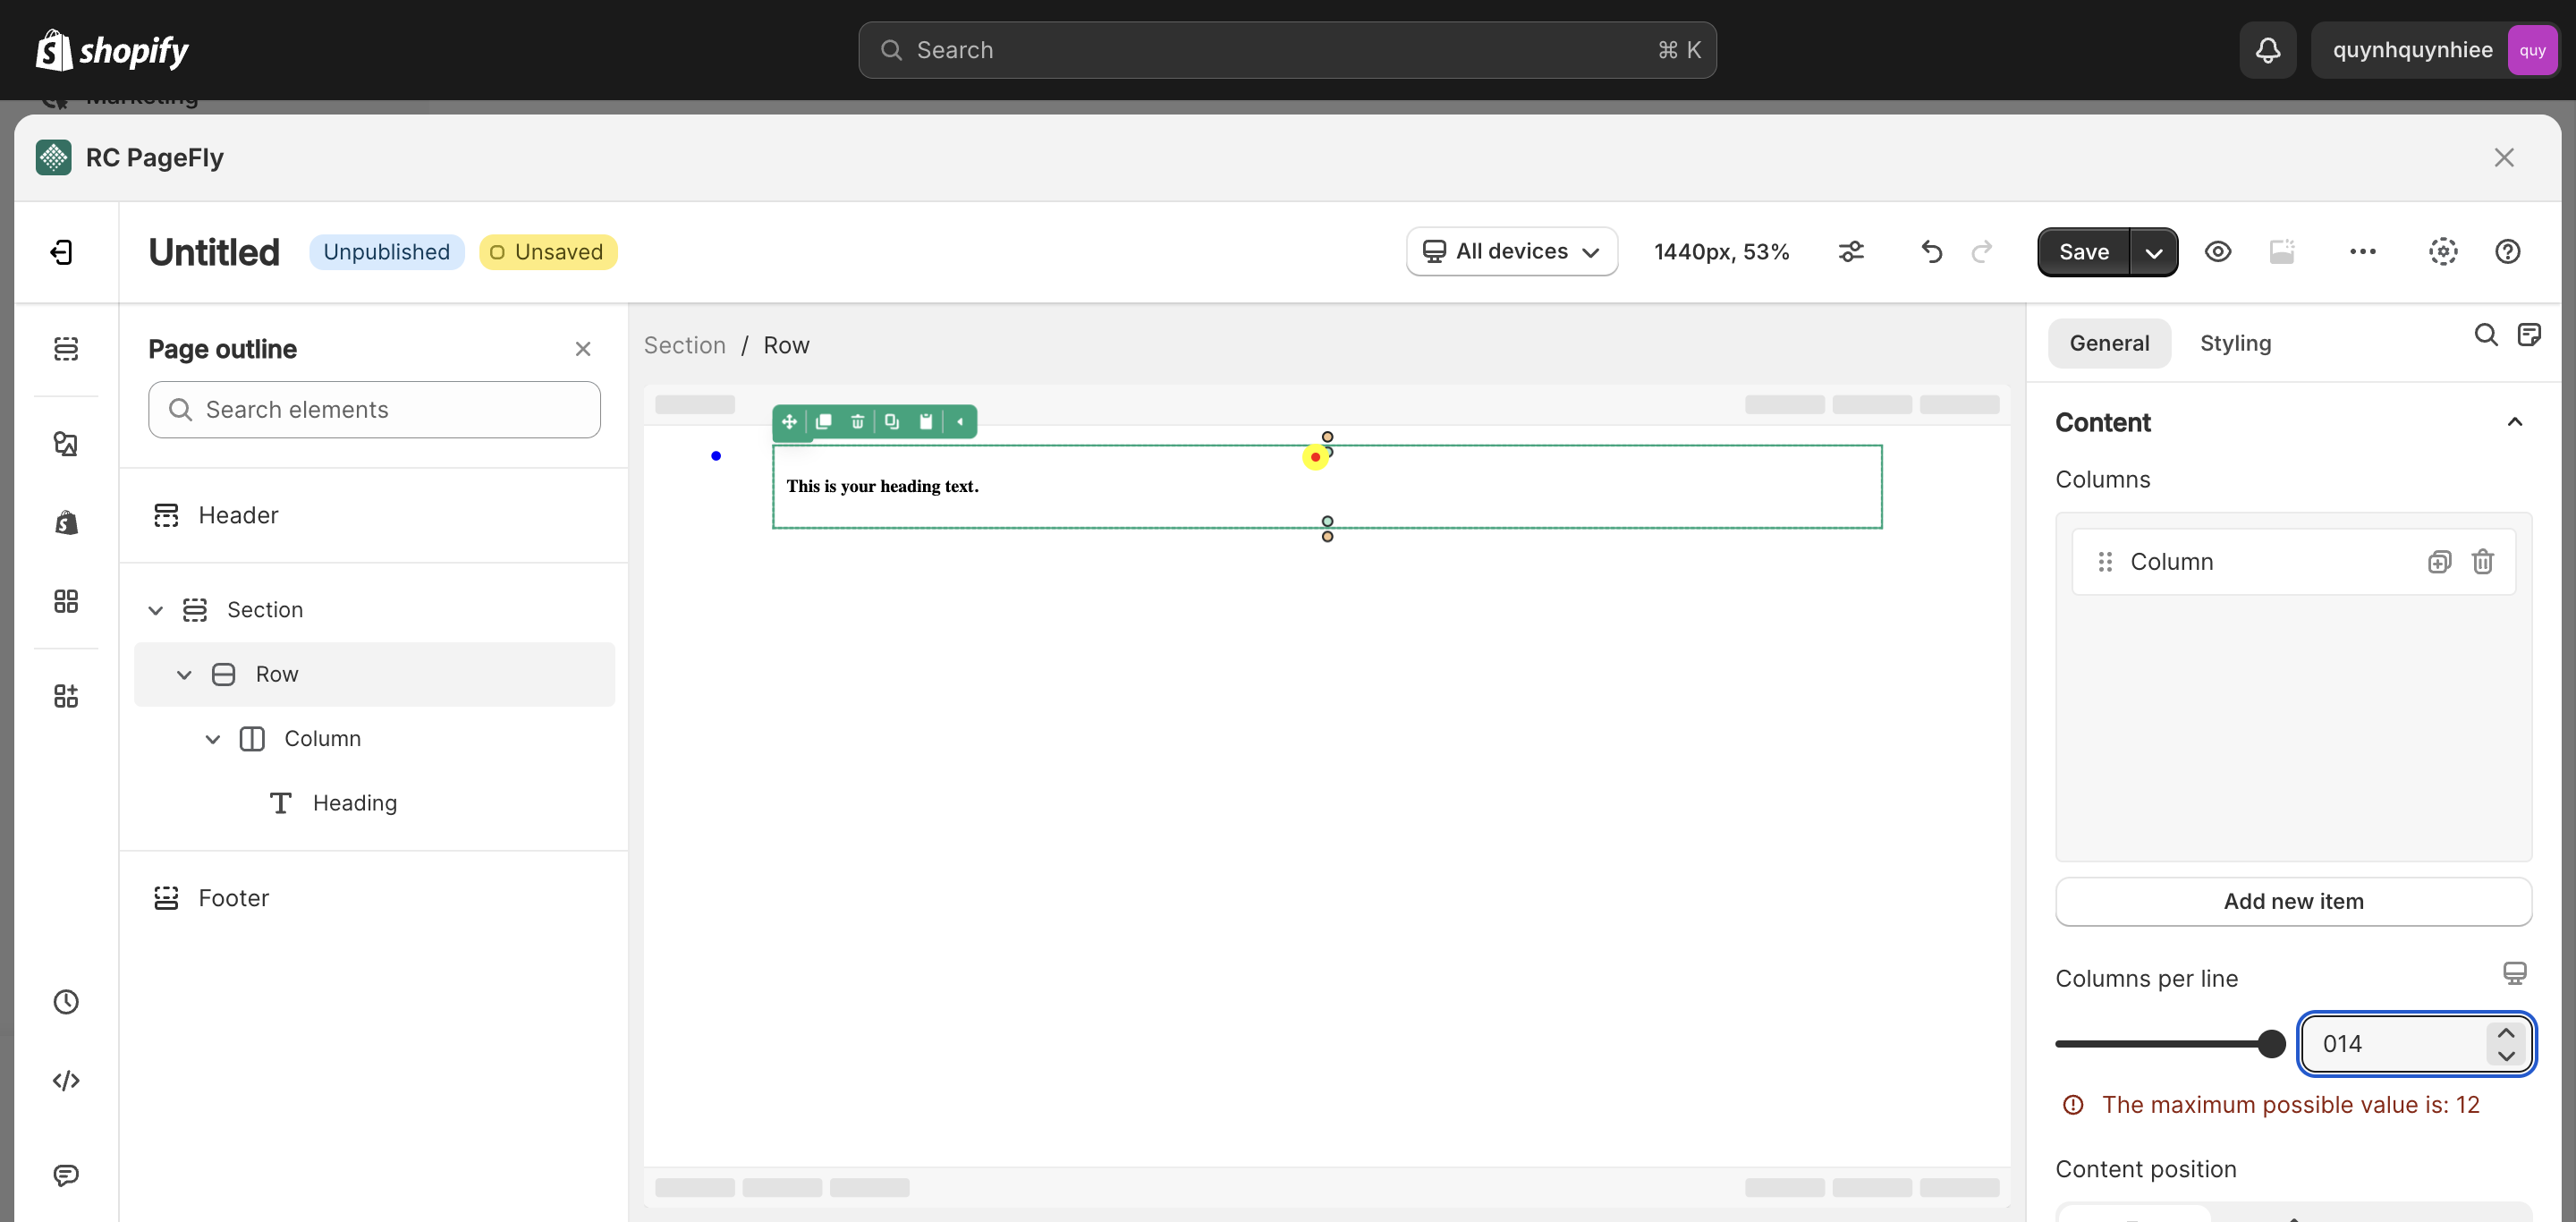 shopify
Search
⌘ K
quynhquynhiee
quy
Marketing
RC PageFly
Untitled
Unpublished
Unsaved
All devices
1440px, 53%
Save
Page outline
Search elements
Header
Section
Row
Column
Heading
Footer
Section / Row
This is your heading text.
General
Styling
Content
Columns
Column
Add new item
Columns per line
014
The maximum possible value is: 12
Content position